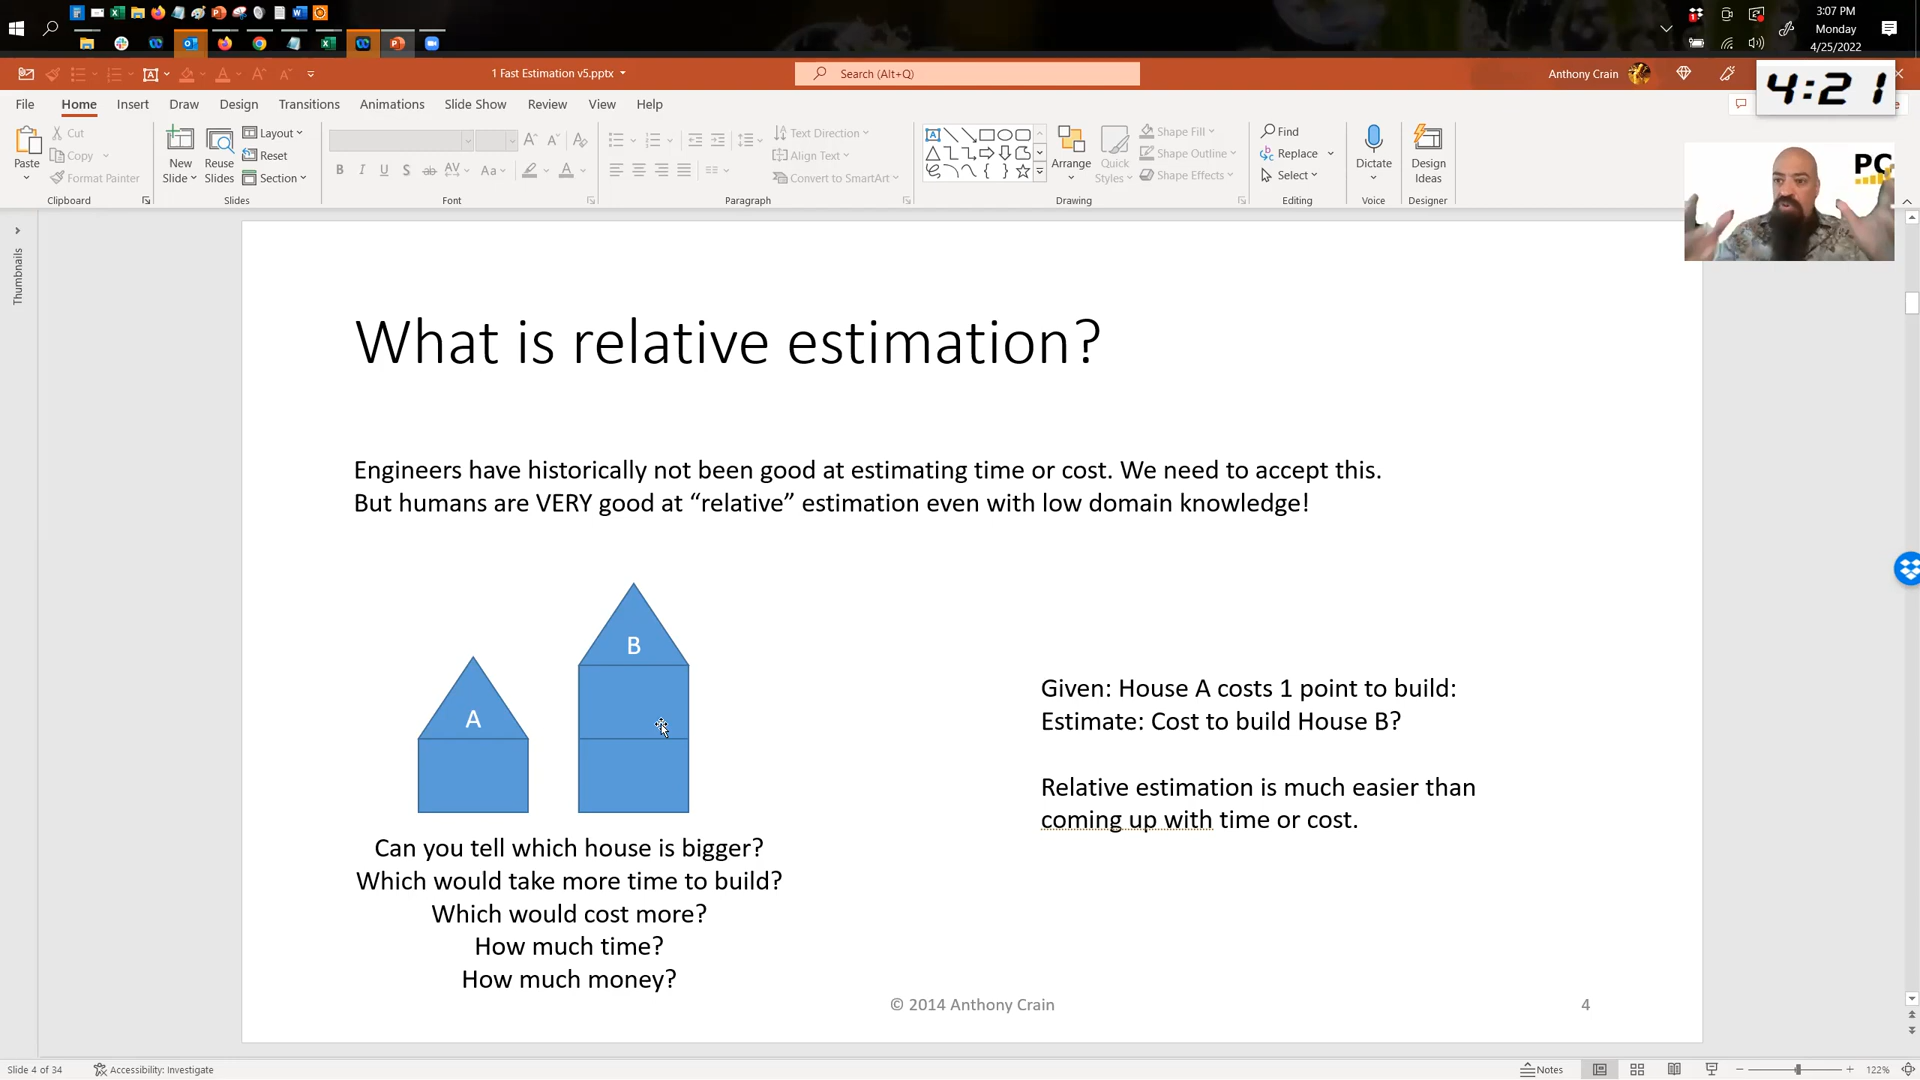 3:07 PM
Monday
4/25/2022
1 Fast Estimation v5.pptx
Search (Alt+Q)
Anthony Crain
4:21
File Home Insert Draw Design Transitions Animations Slide Show Review View Help
Paste
Cut
Copy
Format Painter
Clipboard
New Slide
Reuse Slides
Layout
Reset
Section
Slides
B I U S ab AV Aa A
Font
Text Direction
Align Text
Convert to SmartArt
Paragraph
Arrange
Quick Styles
Shape Fill
Shape Outline
Shape Effects
Drawing
Find
Replace
Select
Editing
Dictate
Voice
Design Ideas
Designer
PC
Thumbnails
What is relative estimation?
Engineers have historically not been good at estimating time or cost. We need to accept this.
But humans are VERY good at “relative” estimation even with low domain knowledge!
A
B
Can you tell which house is bigger?
Which would take more time to build?
Which would cost more?
How much time?
How much money?
Given: House A costs 1 point to build:
Estimate: Cost to build House B?
Relative estimation is much easier than
coming up with time or cost.
© 2014 Anthony Crain
4
Slide 4 of 34
Accessibility: Investigate
Notes
122%